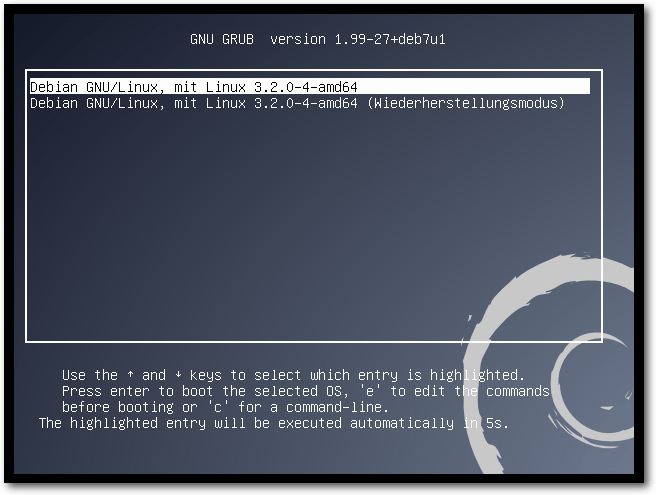 GNU GRUB  version 1.99-27+deb7u1
Debian GNU/Linux, mit Linux 3.2.0-4-amd64
Debian GNU/Linux, mit Linux 3.2.0-4-amd64 (Wiederherstellungsmodus)
Use the ↑ and ↓ keys to select which entry is highlighted.
Press enter to boot the selected OS, 'e' to edit the commands
before booting or 'c' for a command-line.
The highlighted entry will be executed automatically in 5s.